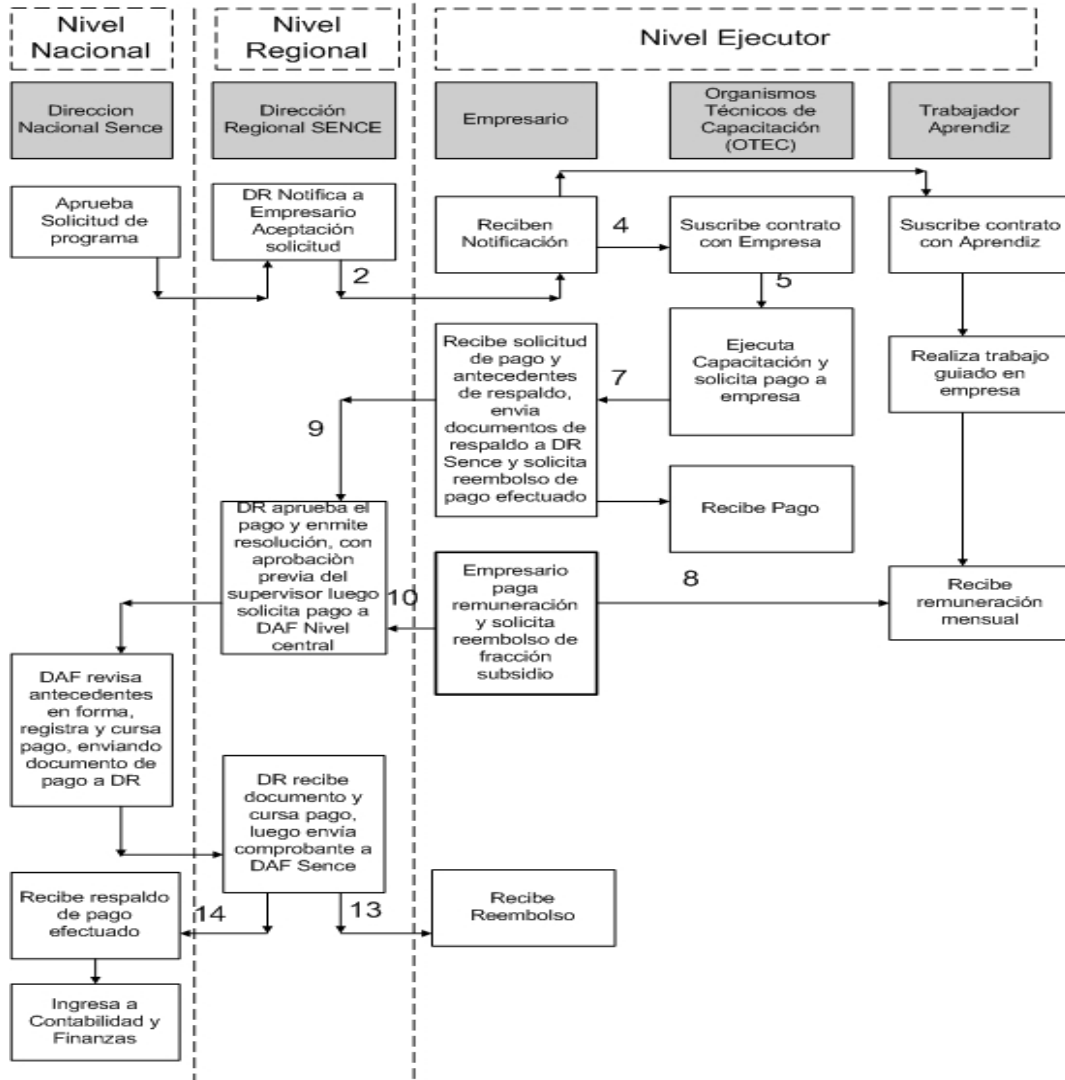 Nivel
Nacional
Nivel
Regional
Nivel Ejecutor
Direccion
Nacional Sence
Dirección
Regional SENCE
Empresario
Organismos
Técnicos de
Capacitación
(OTEC)
Trabajador
Aprendiz
Aprueba
Solicitud de
programa
DR Notifica a
Empresario
Aceptación
solicitud
2
Reciben
Notificación
4
Suscribe contrato
con Empresa
Suscribe contrato
con Aprendiz
5
Recibe solicitud
de pago y
antecedentes
de respaldo,
envia
documentos de
respaldo a DR
Sence y solicita
reembolso de
pago efectuado
7
Ejecuta
Capacitación y
solicita pago a
empresa
Realiza trabajo
guiado en
empresa
9
DR aprueba el
pago y enmite
resolución, con
aprobaciòn
previa del
supervisor luego
solicita pago a
DAF Nivel
central
Recibe Pago
10
Empresario
paga
remuneración
y solicita
reembolso de
fracción
subsidio
8
Recibe
remuneración
mensual
DAF revisa
antecedentes
en forma,
registra y cursa
pago, enviando
documento de
pago a DR
DR recibe
documento y
cursa pago,
luego envía
comprobante a
DAF Sence
Recibe respaldo
de pago
efectuado
14
13
Recibe
Reembolso
Ingresa a
Contabilidad y
Finanzas